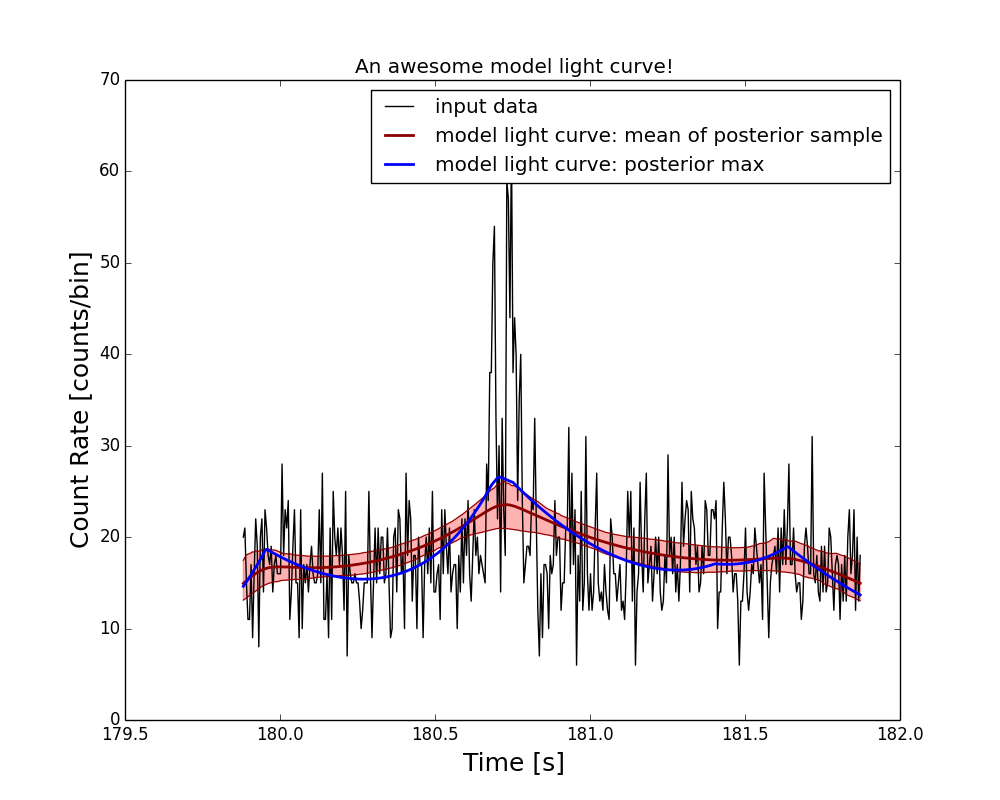 An awesome model light curve!
input data
model light curve: mean of posterior sample
model light curve: posterior max
Count Rate [counts/bin]
70
60
50
40
30
20
10
0
179.5 180.0 180.5 181.0 181.5 182.0
Time [s]